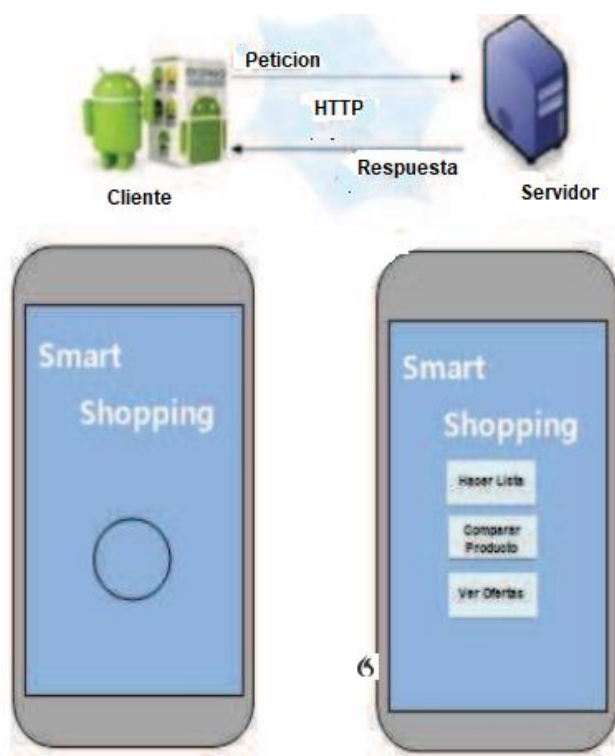 Peticion
HTTP
Respuesta
Cliente
Servidor
Smart
Shopping
Smart
Shopping
Hacer Lista
Comparar
Producto
Ver Ofertas